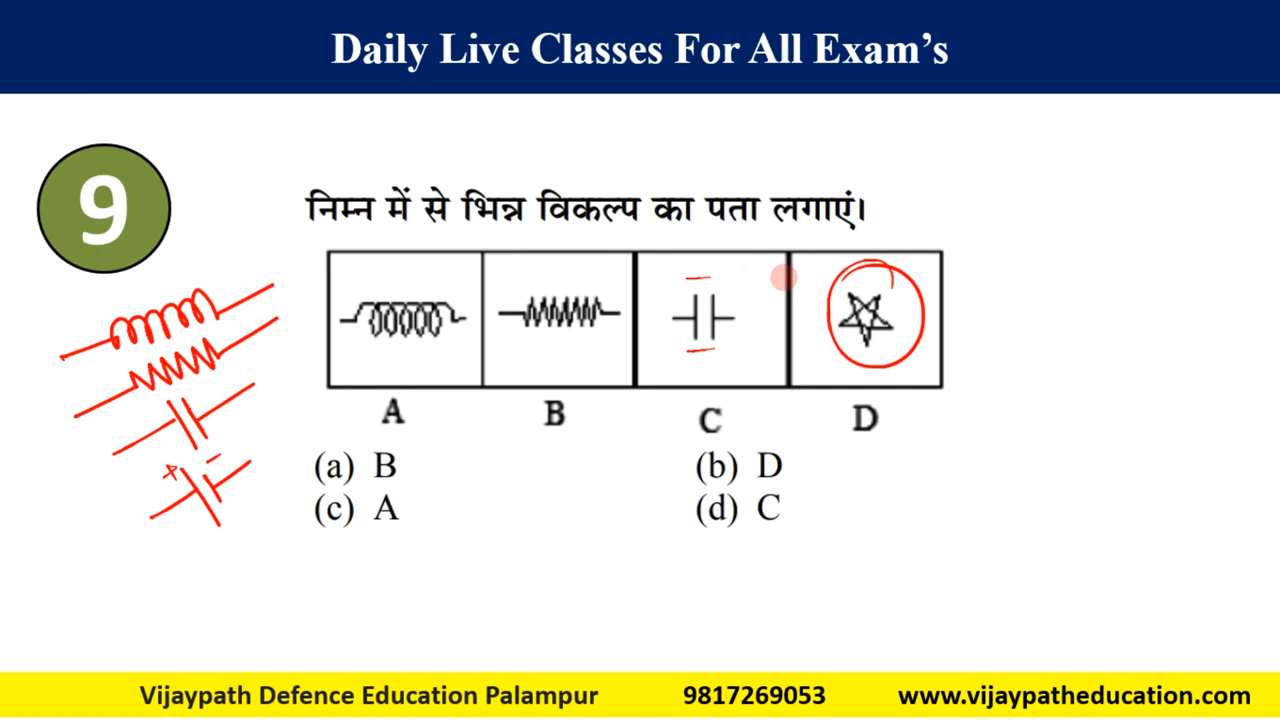 Daily Live Classes For All Exam's
9
निम्न में से भिन्न विकल्प का पता लगाएं।
A B C D
(a) B (b) D
(c) A (d) C
+ −
Vijaypath Defence Education Palampur 9817269053 www.vijaypatheducation.com